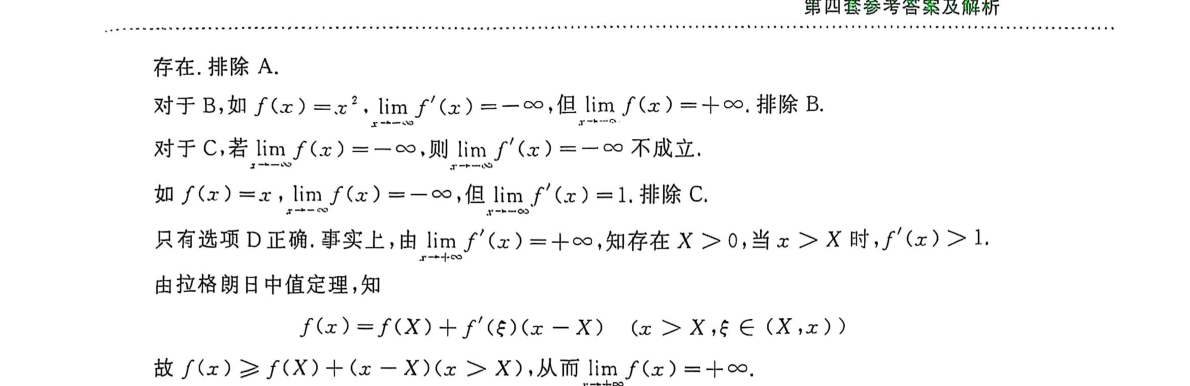 第四套参考答案及解析
存在. 排除 A.
对于 B,如 f(x)=x², lim_{x→-∞} f′(x)=-∞,但 lim_{x→-∞} f(x)=+∞. 排除 B.
对于 C,若 lim_{x→-∞} f(x)=-∞,则 lim_{x→-∞} f′(x)=-∞ 不成立.
如 f(x)=x, lim_{x→-∞} f(x)=-∞,但 lim_{x→-∞} f′(x)=1. 排除 C.
只有选项 D 正确. 事实上,由 lim_{x→+∞} f′(x)=+∞,知存在 X>0,当 x>X 时,f′(x)>1.
由拉格朗日中值定理,知
f(x)=f(X)+f′(ξ)(x-X) (x>X,ξ∈(X,x))
故 f(x)⩾f(X)+(x-X)(x>X),从而 lim_{x→+∞} f(x)=+∞.